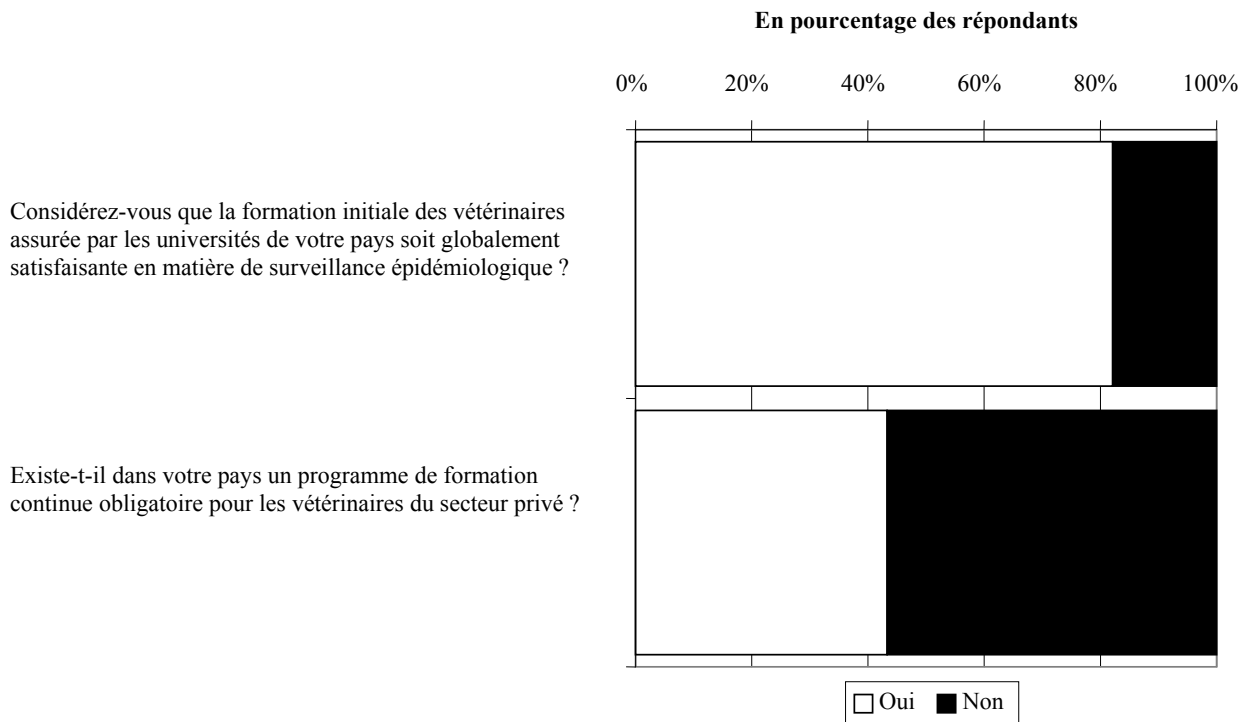 En pourcentage des répondants
0% 20% 40% 60% 80% 100%
Considérez-vous que la formation initiale des vétérinaires
assurée par les universités de votre pays soit globalement
satisfaisante en matière de surveillance épidémiologique ?
Existe-t-il dans votre pays un programme de formation
continue obligatoire pour les vétérinaires du secteur privé ?
Oui Non